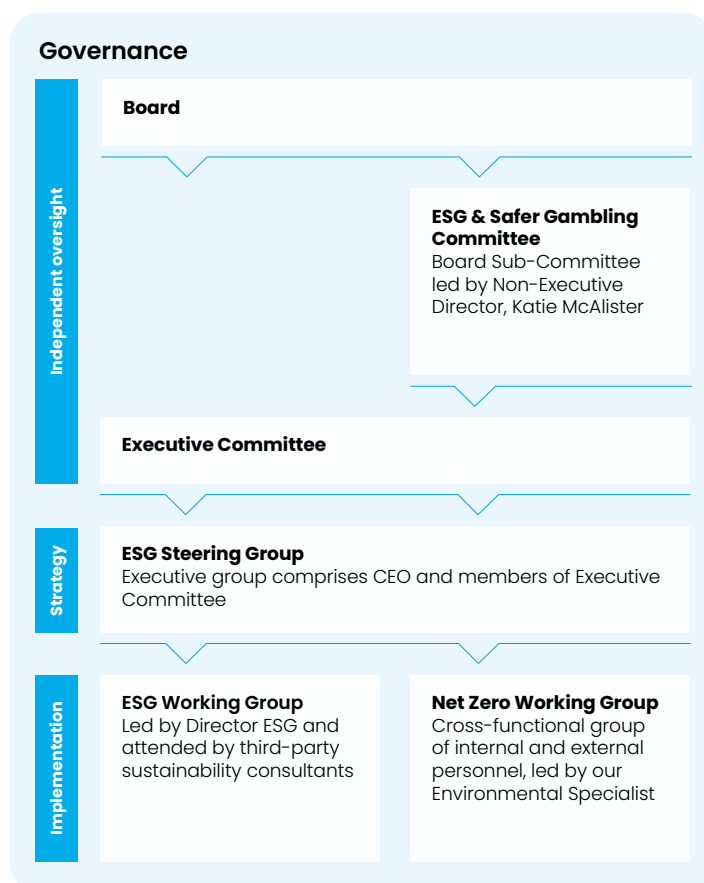 Governance
Independent oversight
Board
ESG & Safer Gambling
Committee
Board Sub-Committee
led by Non-Executive
Director, Katie McAlister
Executive Committee
Strategy
ESG Steering Group
Executive group comprises CEO and members of Executive
Committee
Implementation
ESG Working Group
Led by Director ESG and
attended by third-party
sustainability consultants
Net Zero Working Group
Cross-functional group
of internal and external
personnel, led by our
Environmental Specialist